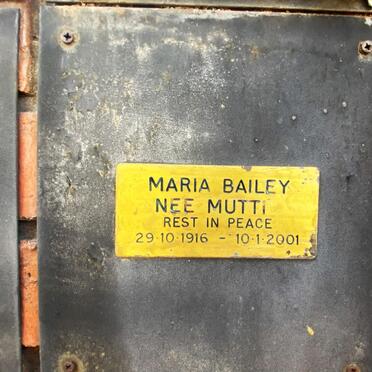 MARIA BAILEY
NEE MUTTI
REST IN PEACE
29·10·1916 - 10·1·2001